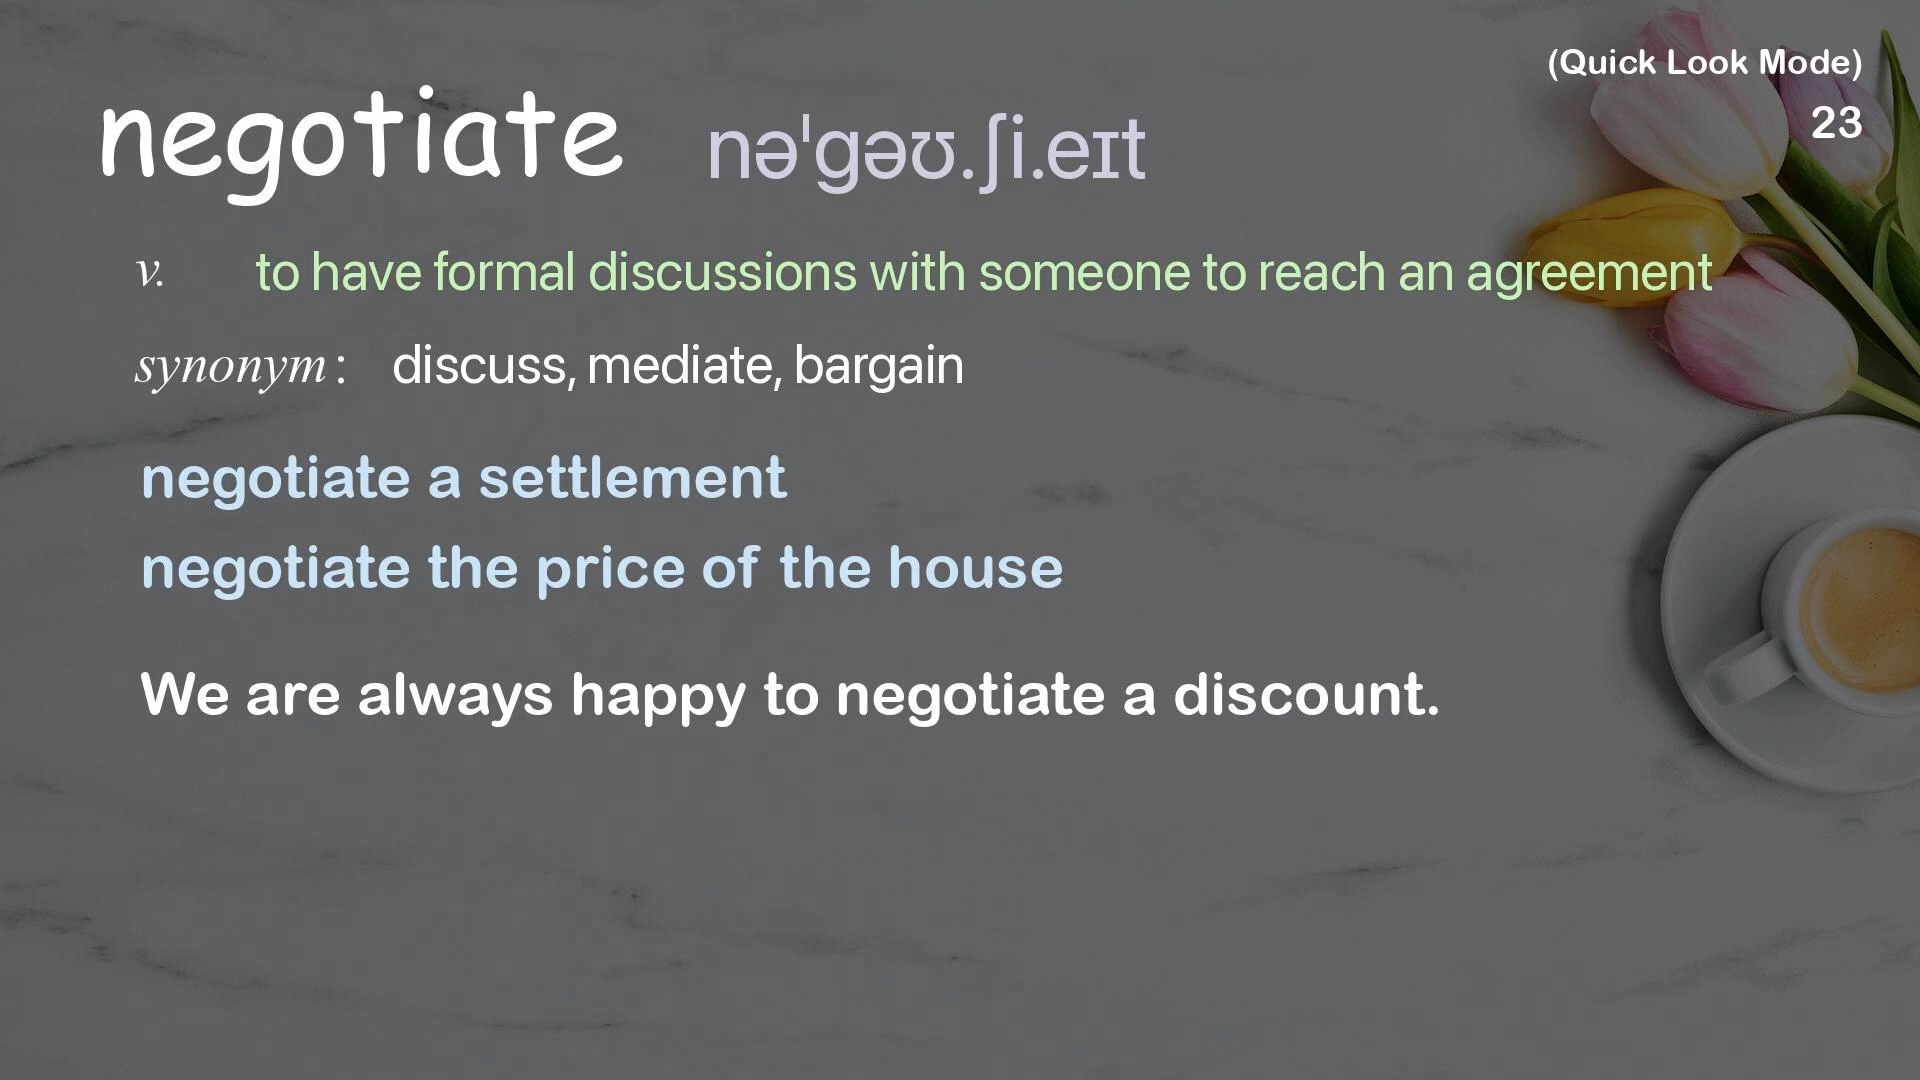 (Quick Look Mode)
23
negotiate nəˈɡəʊ.ʃi.eɪt
v. to have formal discussions with someone to reach an agreement
synonym: discuss, mediate, bargain
negotiate a settlement
negotiate the price of the house
We are always happy to negotiate a discount.